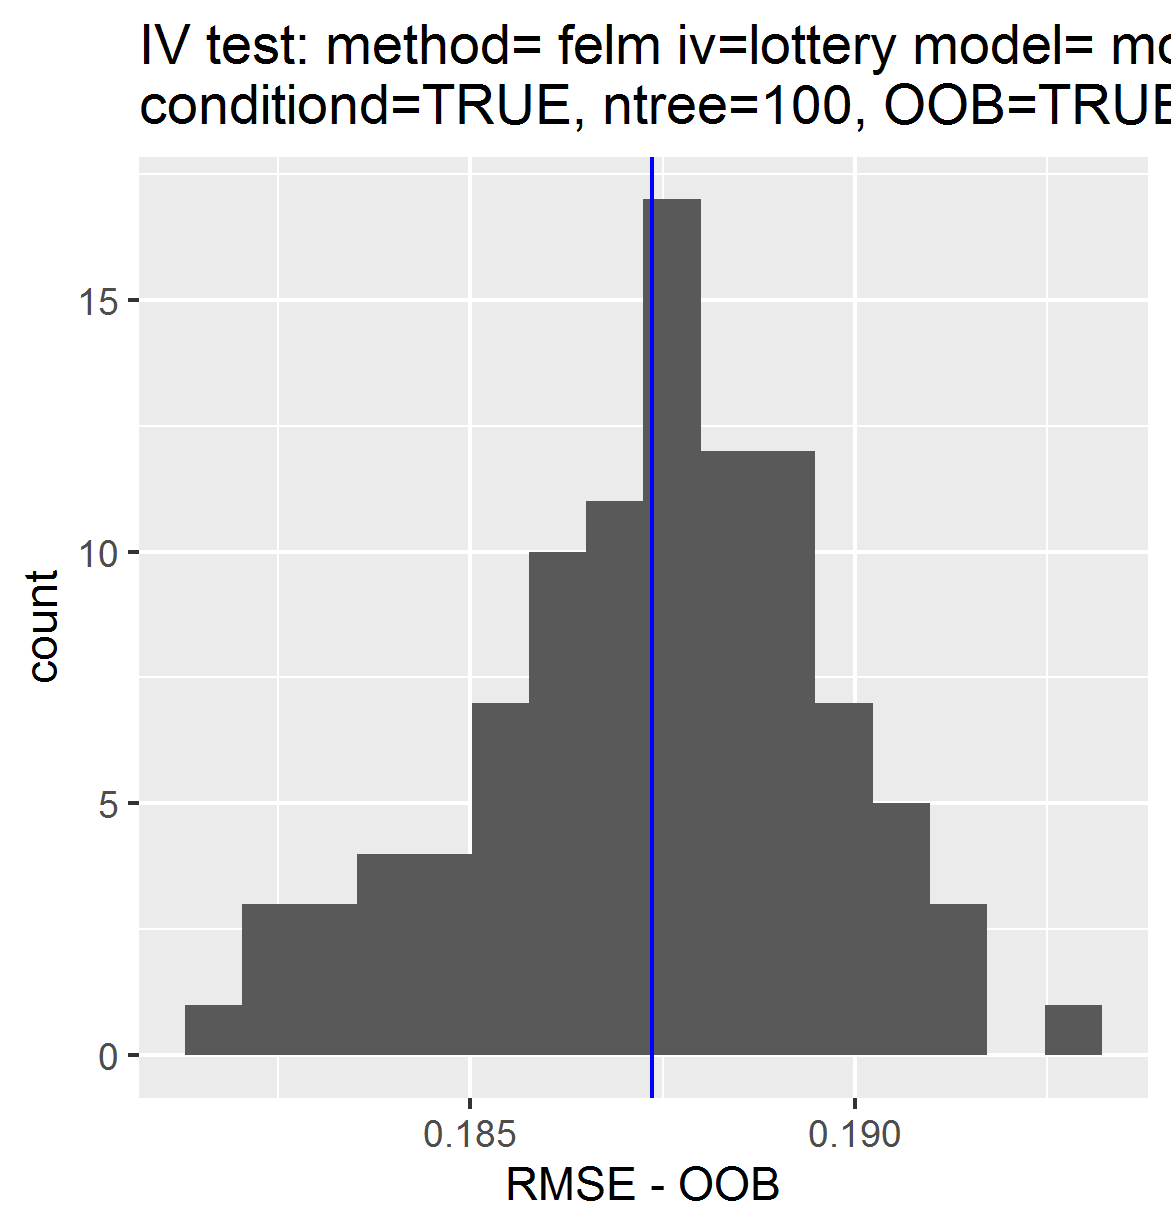 IV test: method= felm iv=lottery model= mo
conditiond=TRUE, ntree=100, OOB=TRUE
15
10
5
0
count
0.185 0.190
RMSE - OOB